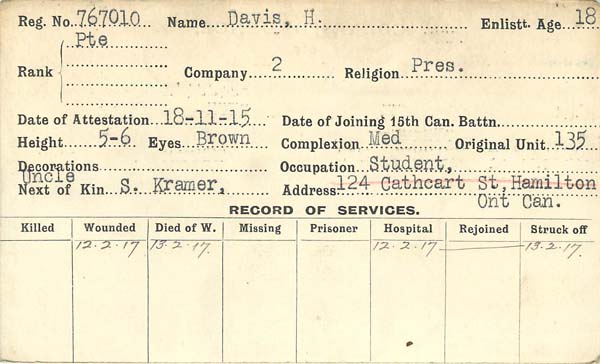 Reg. No. 767010 Name Davis, H. Enlistt. Age 18
Pte
Rank Company 2 Religion Pres.
Date of Attestation 18-11-15 Date of Joining 15th Can. Battn.
Height 5-6 Eyes Brown Complexion Med Original Unit 135
Decorations Occupation Student,
Uncle
Next of Kin S. Kramer, Address 124 Cathcart St, Hamilton
Ont Can.
RECORD OF SERVICES.
Killed Wounded Died of W. Missing Prisoner Hospital Rejoined Struck off
12.2.17 13.2.17. 12.2.17 13.2.17.